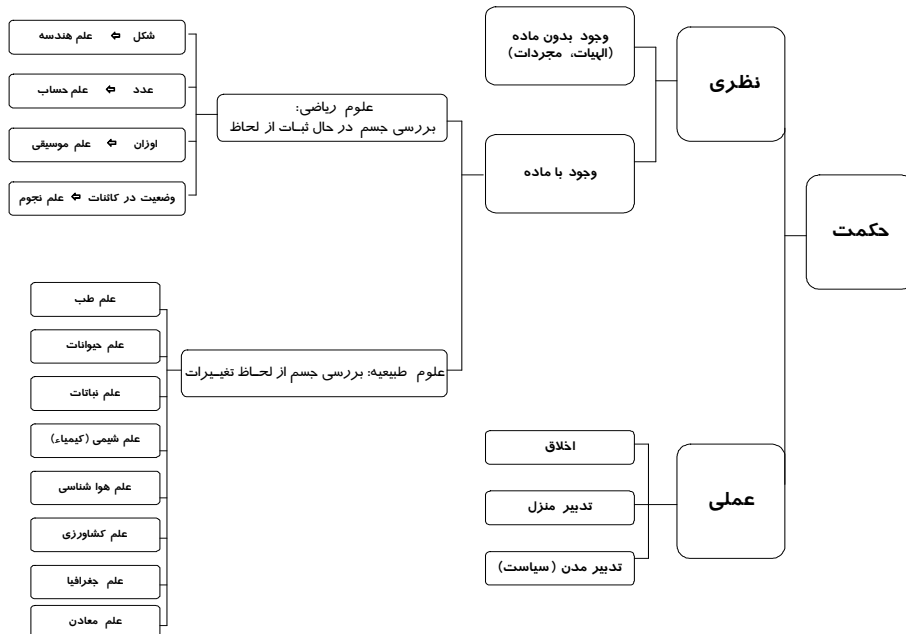 حکمت
نظری
وجود بدون ماده
(الهیات، مجردات)
وجود با ماده
علوم ریاضی:
بررسی جسم در حال ثبات از لحاظ
شکل ⇦ علم هندسه
عدد ⇦ علم حساب
اوزان ⇦ علم موسیقی
وضعیت در کائنات ⇦ علم نجوم
علوم طبیعیه: بررسی جسم از لحاظ تغییرات
علم طب
علم حیوانات
علم نباتات
علم شیمی (کیمیاء)
علم هوا شناسی
علم کشاورزی
علم جغرافیا
علم معادن
عملی
اخلاق
تدبیر منزل
تدبیر مدن (سیاست)